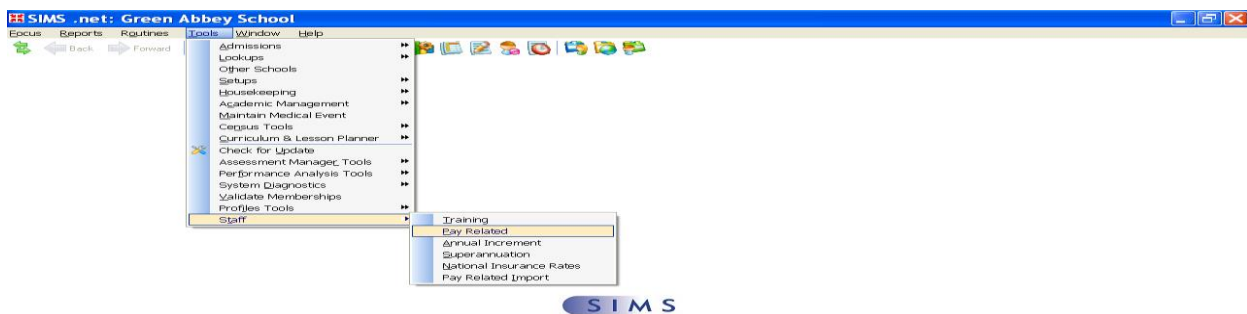 SIMS .net: Green Abbey School
Focus Reports Routines Tools Window Help
Back Forward
Admissions
Lookups
Other Schools
Setups
Housekeeping
Academic Management
Maintain Medical Event
Census Tools
Curriculum & Lesson Planner
Check for Update
Assessment Manager Tools
Performance Analysis Tools
System Diagnostics
Validate Memberships
Profiles Tools
Staff
Training
Pay Related
Annual Increment
Superannuation
National Insurance Rates
Pay Related Import
SIMS